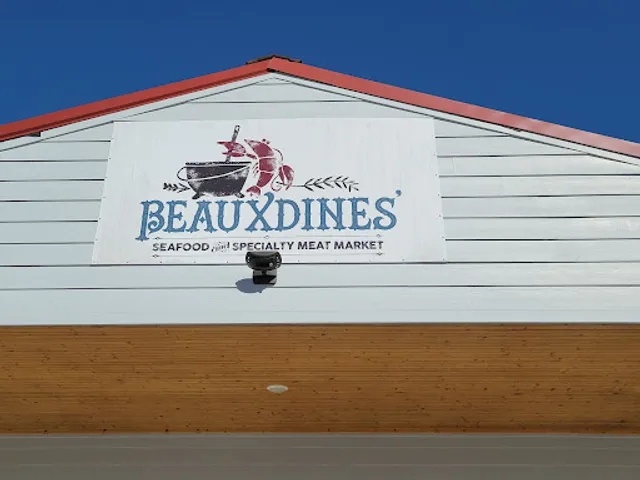 BEAUXDINES'
SEAFOOD and SPECIALTY MEAT MARKET